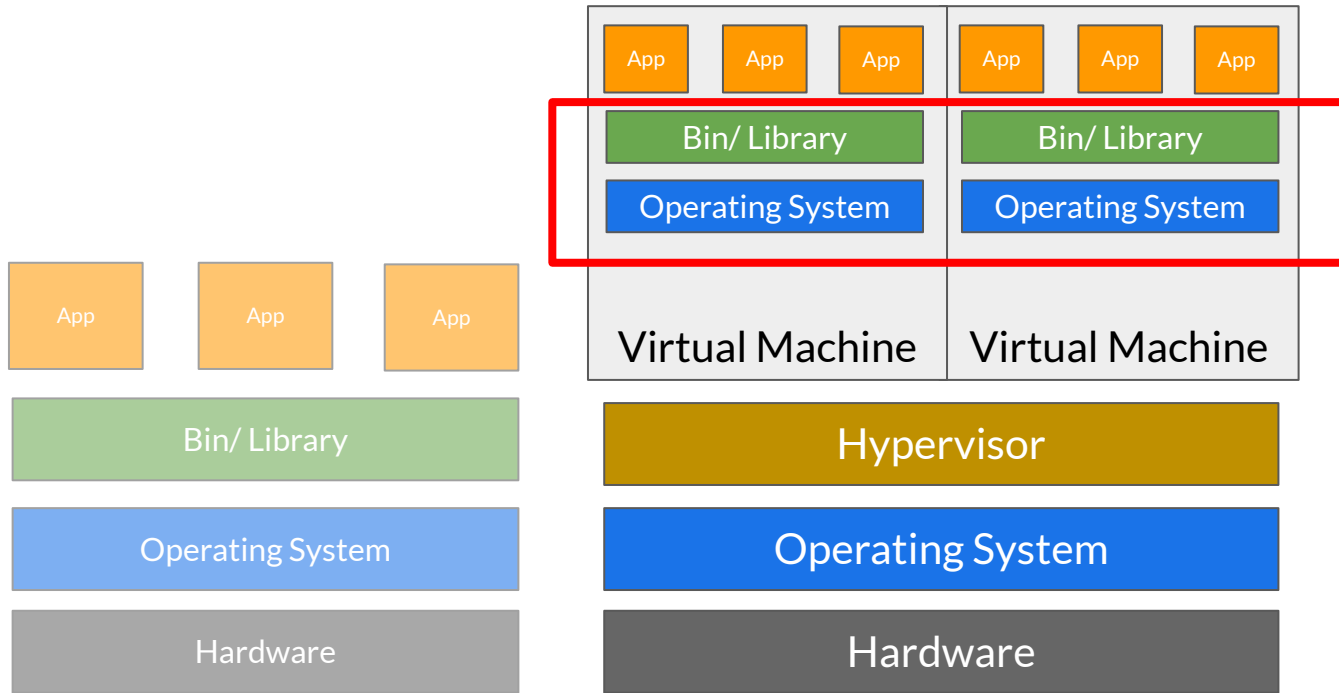 App App App App App App
Bin/ Library Bin/ Library
Operating System Operating System
App App App
Virtual Machine Virtual Machine
Bin/ Library Hypervisor
Operating System Operating System
Hardware Hardware